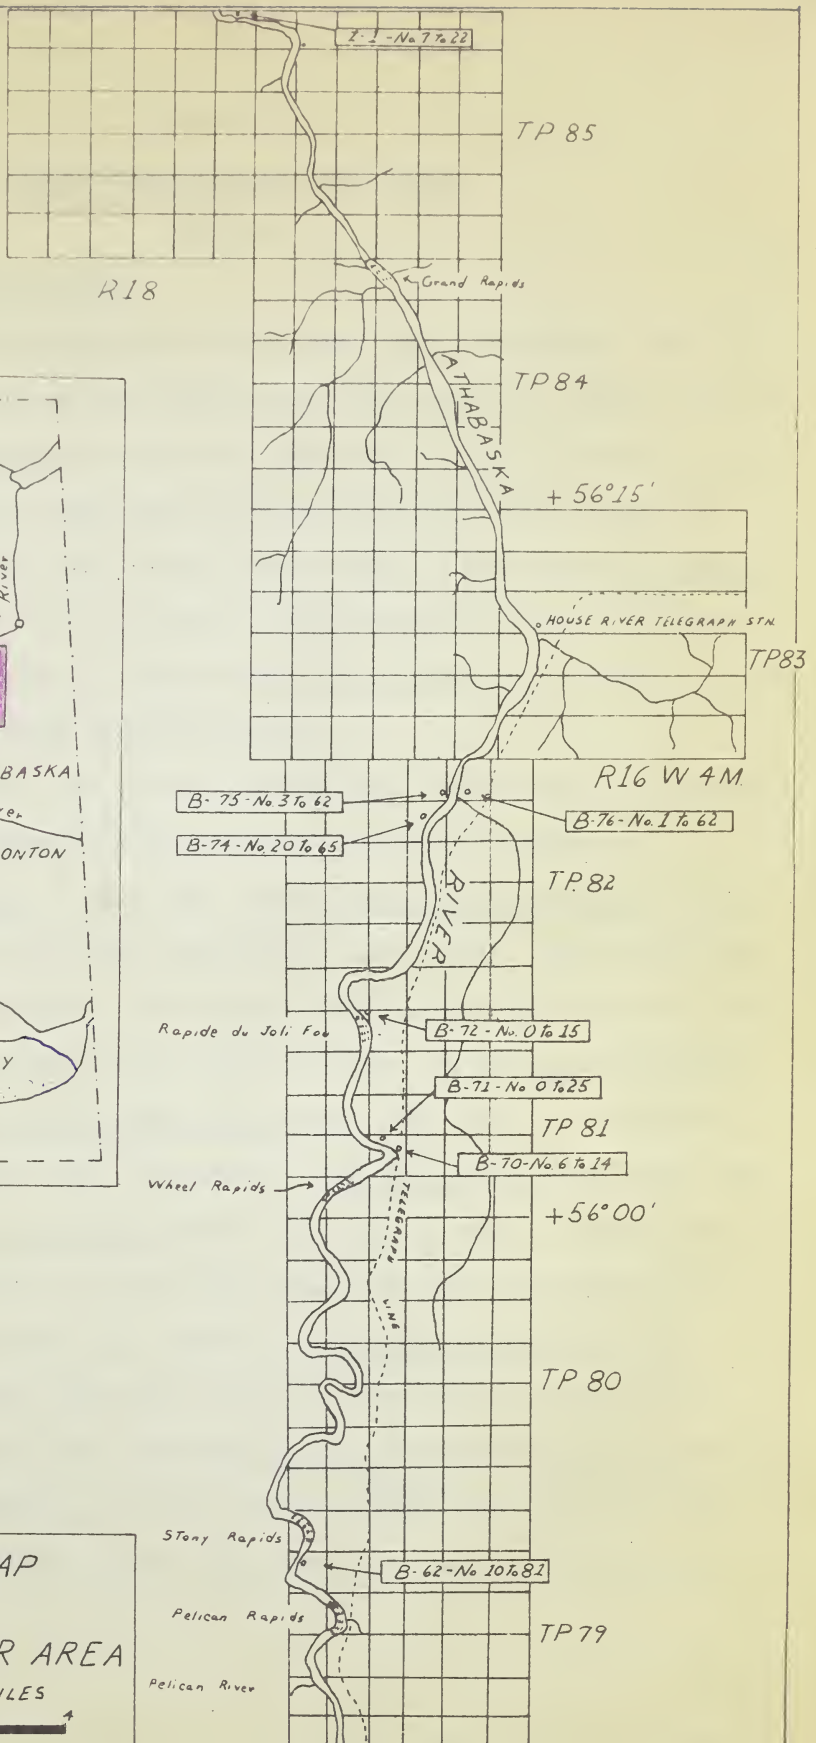 1-1-No 7 To 22
TP 85
R18
Grand Rapids
TP 84
ATHABASKA
+ 56°15'
River
HOUSE RIVER TELEGRAPH STN.
TP83
R16 W 4M
BASKA
B-75-No.3 To 62
B-76-No.1 To 62
ver
B-74-No.20 To 65
ONTON
TP.82
RIVER
Rapide du Joli Fou
B-72-No.0 to 15
Y
B-71-No 0 To 25
TP 81
B-70-No.6 To 14
Wheel Rapids
+56°00'
TELEGRAPH
LINE
TP 80
Stony Rapids
AP
B-62-No 10 To 81
Pelican Rapids
TP 79
R AREA
Pelican River
ILES
4